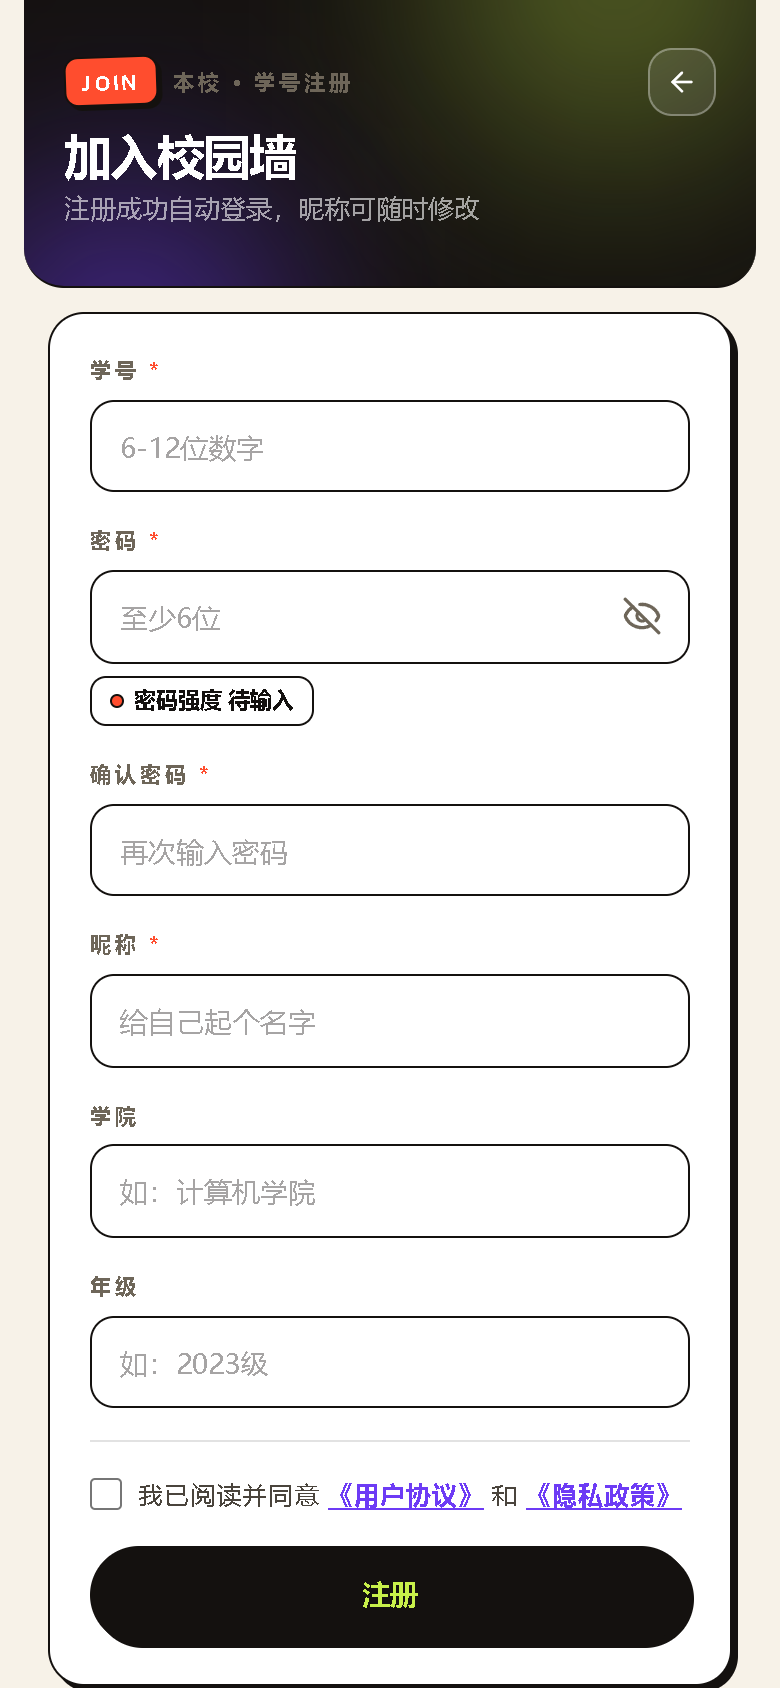 JOIN 本校 • 学号注册
加入校园墙
注册成功自动登录，昵称可随时修改
学号 *
6-12位数字
密码 *
至少6位
密码强度 待输入
确认密码 *
再次输入密码
昵称 *
给自己起个名字
学院
如：计算机学院
年级
如：2023级
我已阅读并同意 《用户协议》 和 《隐私政策》
注册